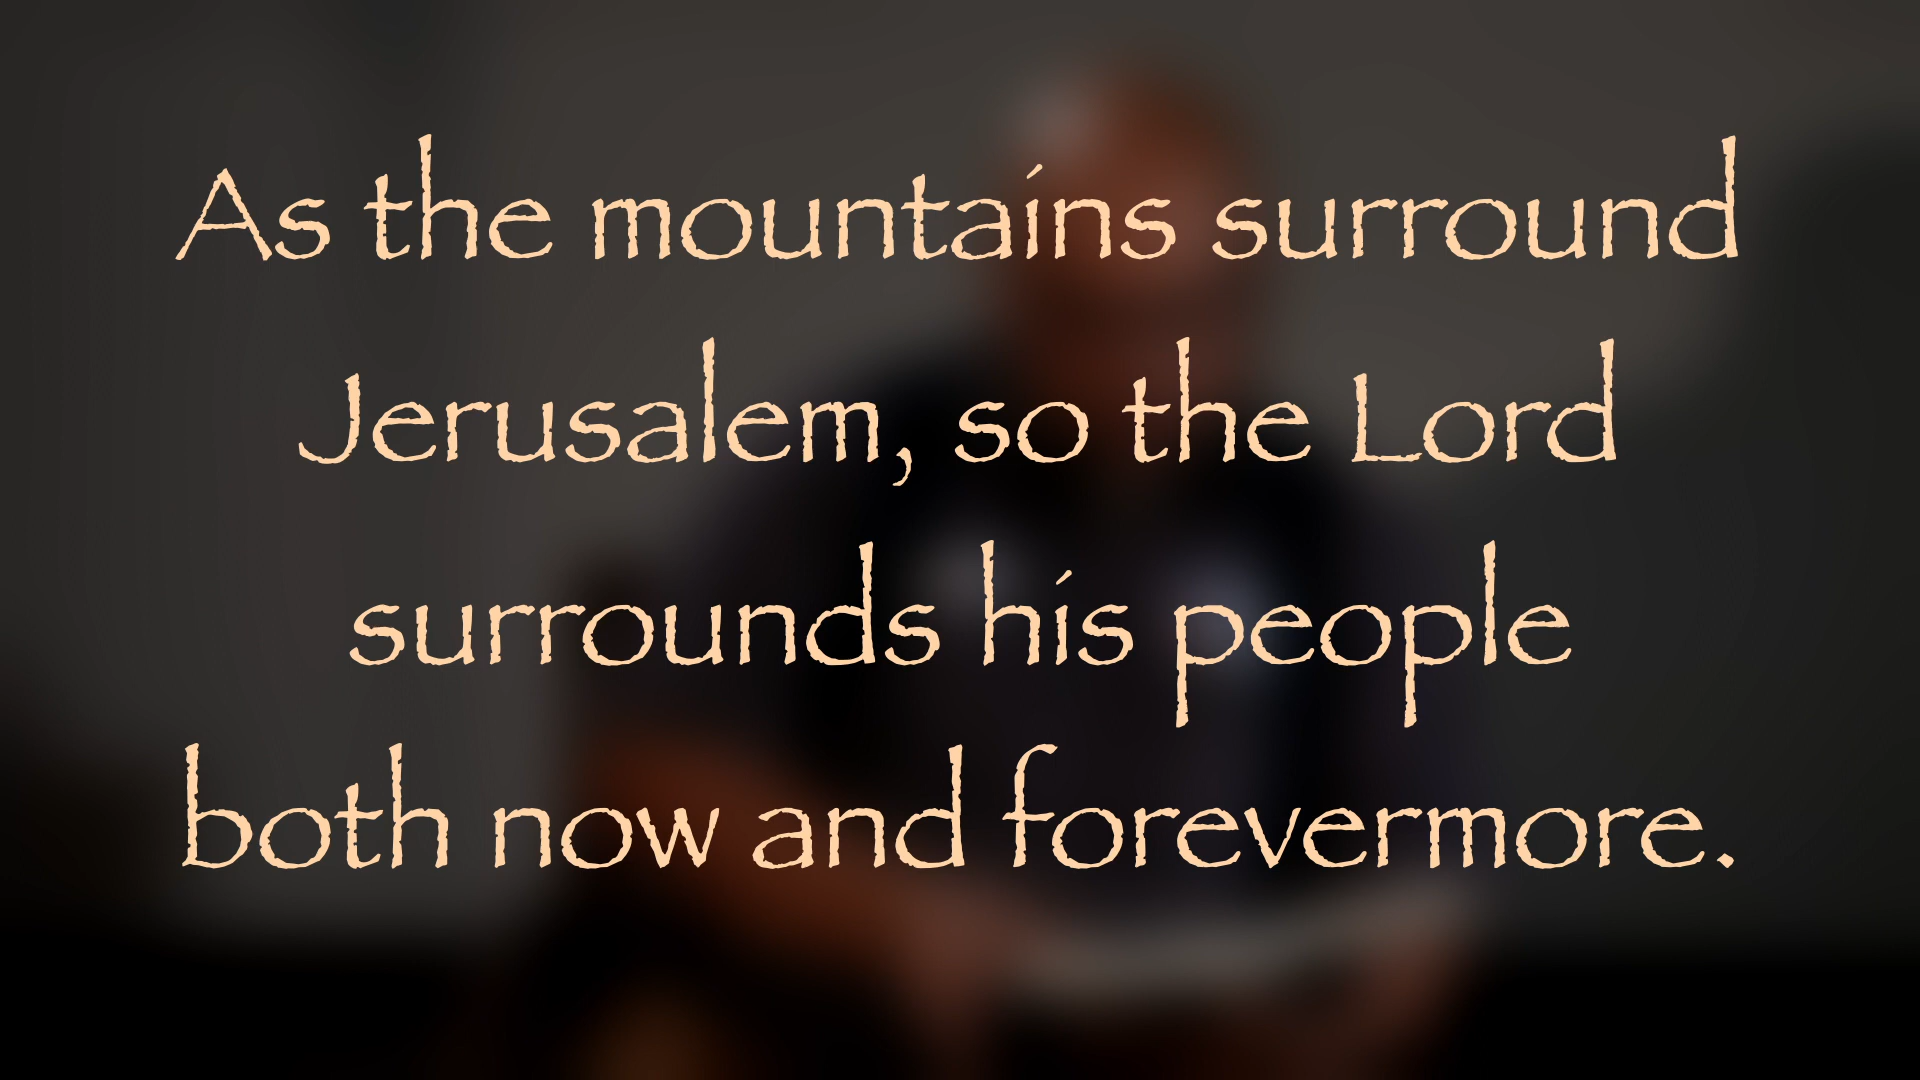 As the mountains surround
Jerusalem, so the Lord
surrounds his people
both now and forevermore.